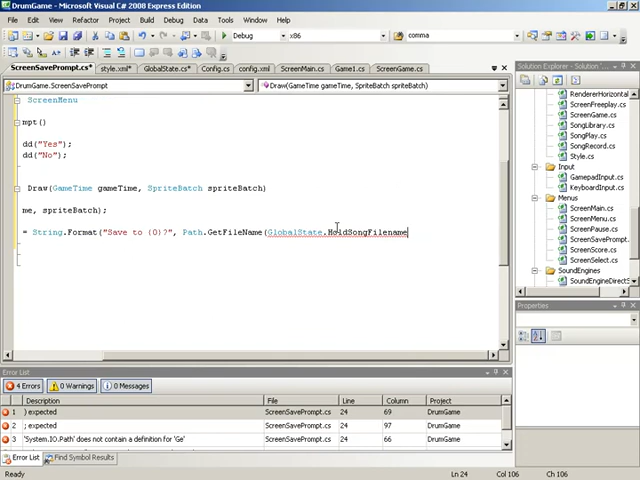 DrumGame - Microsoft Visual C# 2008 Express Edition
File Edit View Refactor Project Build Debug Data Tools Window Help
Debug x86 comma
ScreenSavePrompt.cs* style.xml* GlobalState.cs* Config.cs config.xml ScreenMain.cs Game1.cs ScreenGame.cs
DrumGame.ScreenSavePrompt Draw(GameTime gameTime, SpriteBatch spriteBatch)
ScreenMenu
mpt()
dd("Yes");
dd("No");
Draw(GameTime gameTime, SpriteBatch spriteBatch)
me, spriteBatch);
= String.Format("Save to {0}?", Path.GetFileName(GlobalState.HoldSongFilename
Solution Explorer - Solution '...
RendererHorizontal
ScreenFreeplay.cs
ScreenGame.cs
SongLibrary.cs
SongPlay.cs
SongRecord.cs
Style.cs
Input
GamepadInput.cs
KeyboardInput.cs
Menus
ScreenMain.cs
ScreenMenu.cs
ScreenPause.cs
ScreenSavePrompt.
ScreenScore.cs
ScreenSelect.cs
SoundEngines
SoundEngineDirectS
Properties
Error List
4 Errors 0 Warnings 0 Messages
Description File Line Column Project
1 ) expected ScreenSavePrompt.cs 24 69 DrumGame
2 ; expected ScreenSavePrompt.cs 24 97 DrumGame
3 'System.IO.Path' does not contain a definition for 'Ge' ScreenSavePrompt.cs 24 66 DrumGame
Error List Find Symbol Results
Ready Ln 24 Col 106 Ch 106